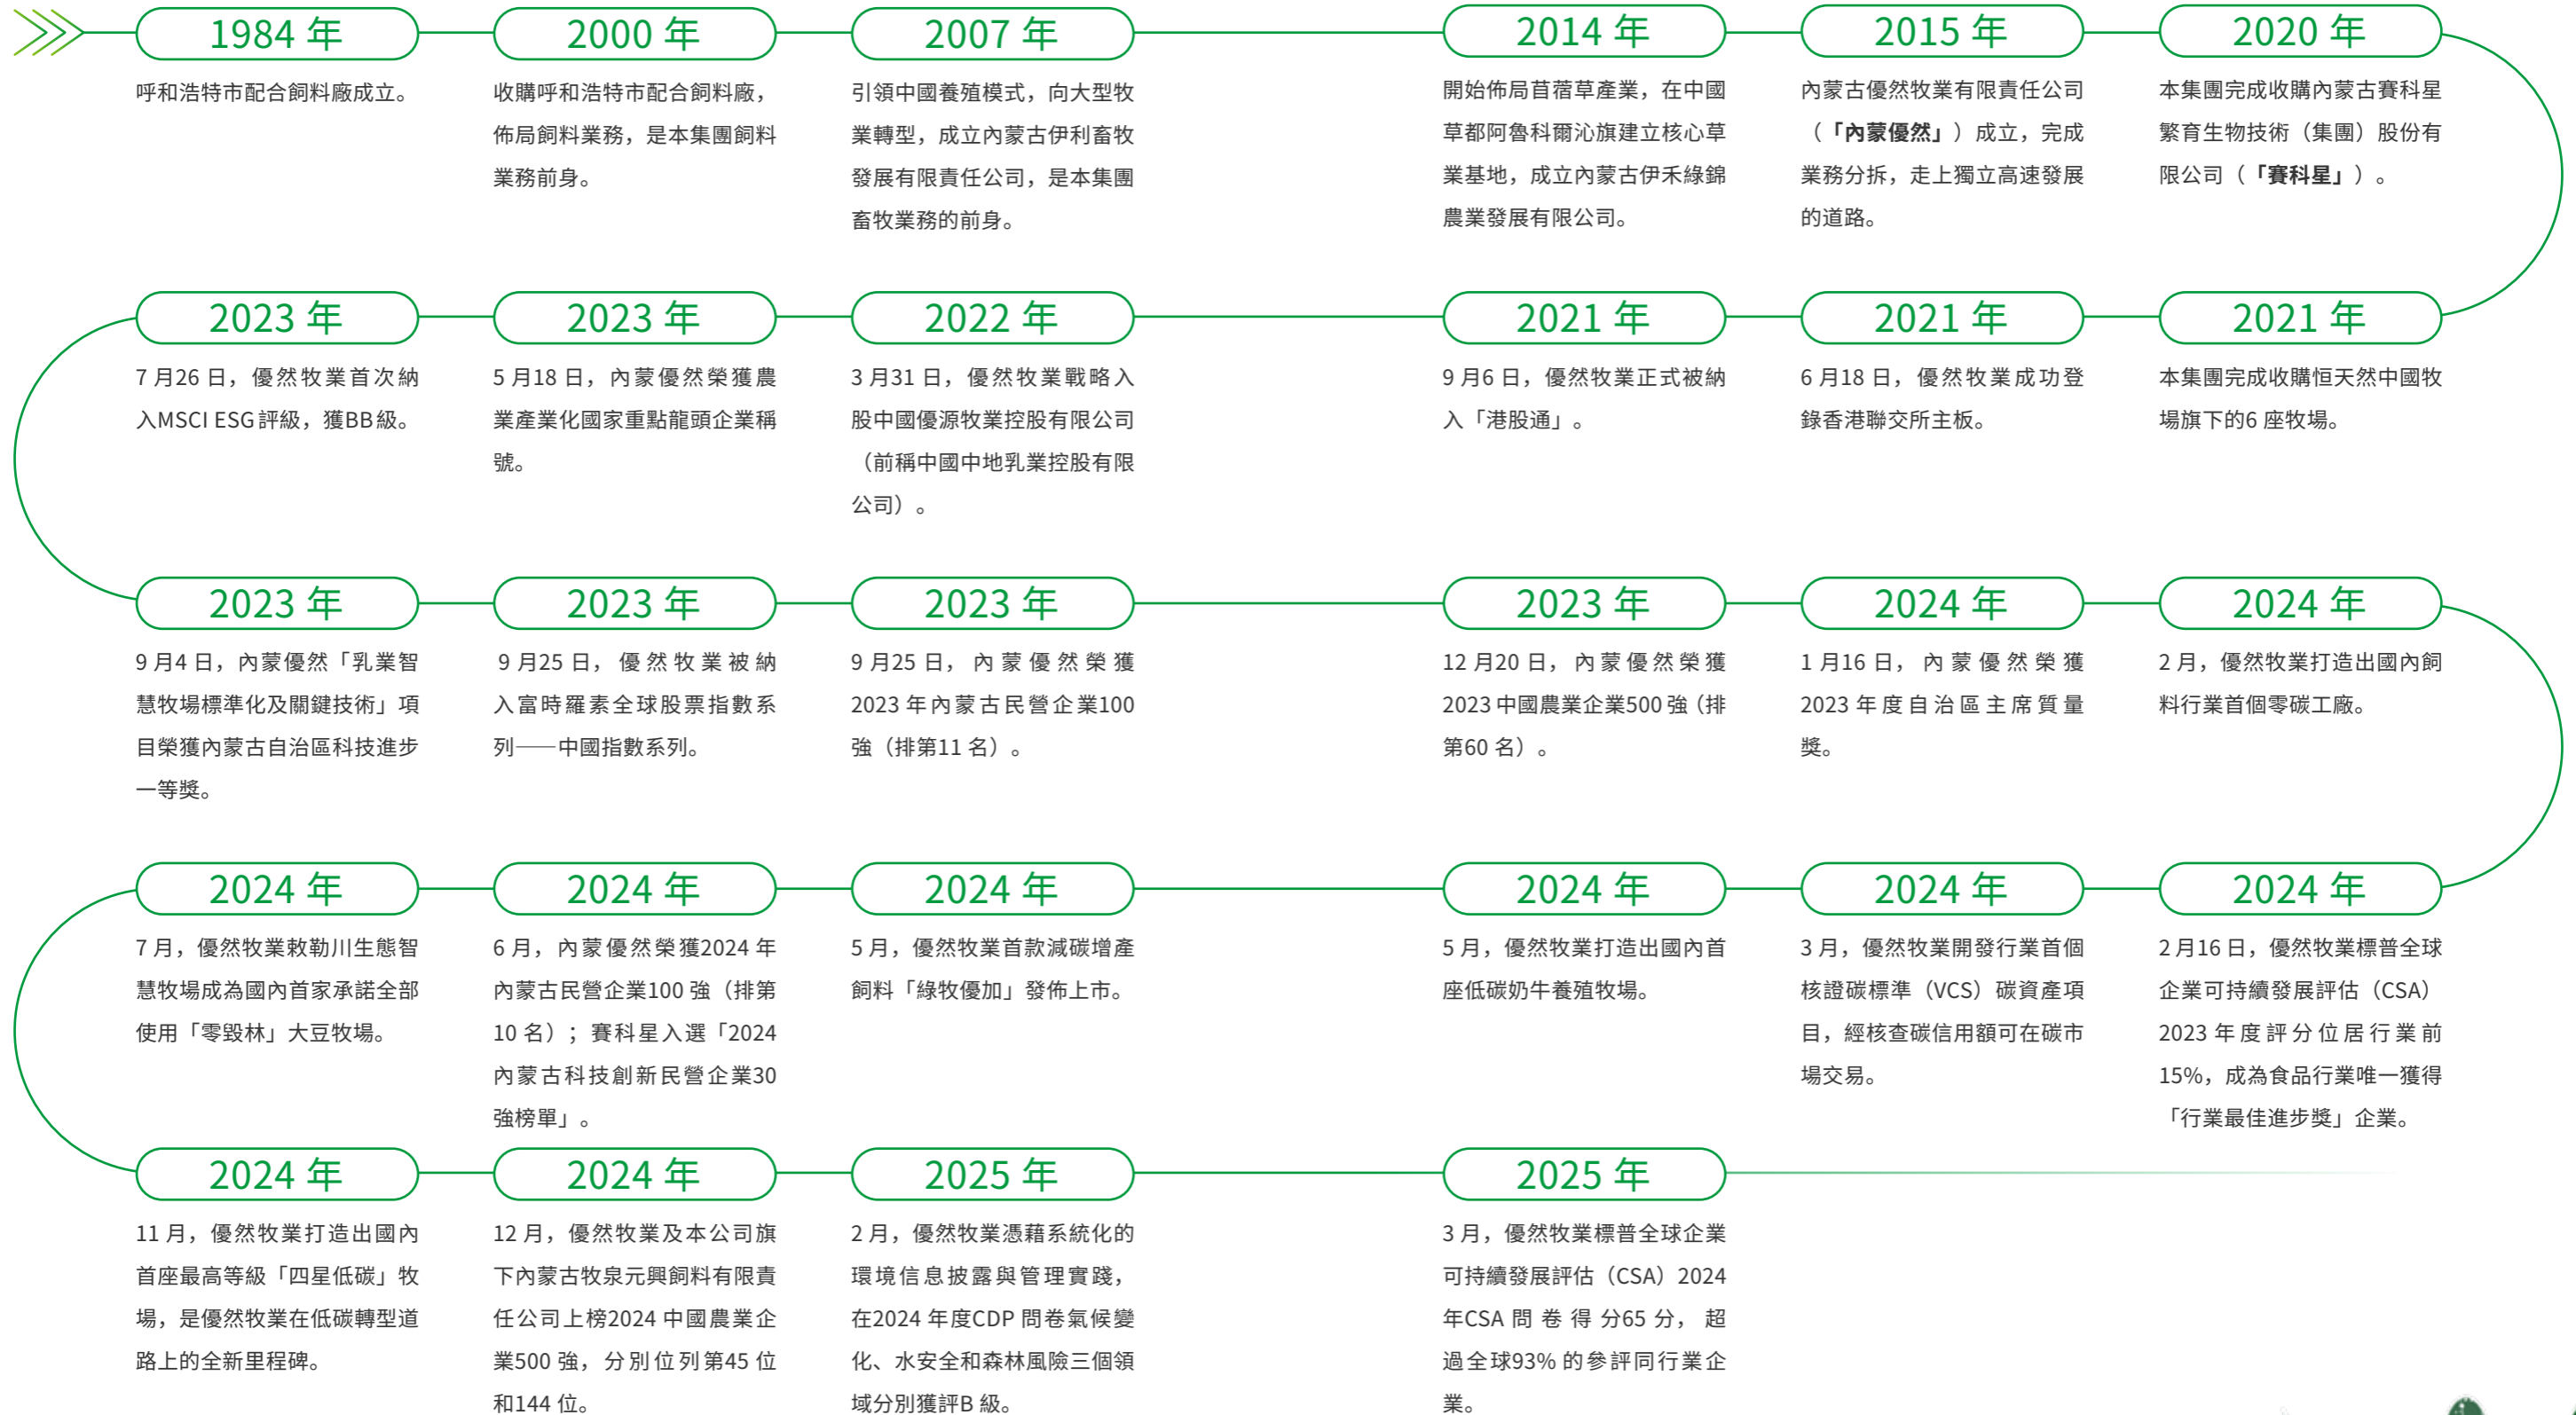 1984 年
呼和浩特市配合飼料廠成立。
2000 年
收購呼和浩特市配合飼料廠，
佈局飼料業務，是本集團飼料
業務前身。
2007 年
引領中國養殖模式，向大型牧
業轉型，成立內蒙古伊利畜牧
發展有限責任公司，是本集團
畜牧業務的前身。
2014 年
開始佈局苜蓿草產業，在中國
草都阿魯科爾沁旗建立核心草
業基地，成立內蒙古伊禾綠錦
農業發展有限公司。
2015 年
內蒙古優然牧業有限責任公司
（「內蒙優然」）成立，完成
業務分拆，走上獨立高速發展
的道路。
2020 年
本集團完成收購內蒙古賽科星
繁育生物技術（集團）股份有
限公司（「賽科星」）。
2021 年
本集團完成收購恒天然中國牧
場旗下的6 座牧場。
2021 年
6 月18 日，優然牧業成功登
錄香港聯交所主板。
2021 年
9 月6 日，優然牧業正式被納
入「港股通」。
2022 年
3 月31 日，優然牧業戰略入
股中國優源牧業控股有限公司
（前稱中國中地乳業控股有限
公司）。
2023 年
5 月18 日，內蒙優然榮獲農
業產業化國家重點龍頭企業稱
號。
2023 年
7 月26 日，優然牧業首次納
入MSCI ESG評級，獲BB級。
2023 年
9 月4 日，內蒙優然「乳業智
慧牧場標準化及關鍵技術」項
目榮獲內蒙古自治區科技進步
一等獎。
2023 年
9 月25 日，優然牧業被納
入富時羅素全球股票指數系
列——中國指數系列。
2023 年
9 月25 日，內蒙優然榮獲
2023 年內蒙古民營企業100
強（排第11 名）。
2023 年
12 月20 日，內蒙優然榮獲
2023 中國農業企業500 強（排
第60 名）。
2024 年
1 月16 日，內蒙優然榮獲
2023 年度自治區主席質量
獎。
2024 年
2 月，優然牧業打造出國內飼
料行業首個零碳工廠。
2024 年
2 月16 日，優然牧業標普全球
企業可持續發展評估（CSA）
2023 年度評分位居行業前
15%，成為食品行業唯一獲得
「行業最佳進步獎」企業。
2024 年
3 月，優然牧業開發行業首個
核證碳標準（VCS）碳資產項
目，經核查碳信用額可在碳市
場交易。
2024 年
5 月，優然牧業打造出國內首
座低碳奶牛養殖牧場。
2024 年
5 月，優然牧業首款減碳增產
飼料「綠牧優加」發佈上市。
2024 年
6 月，內蒙優然榮獲2024 年
內蒙古民營企業100 強（排第
10 名）；賽科星入選「2024
內蒙古科技創新民營企業30
強榜單」。
2024 年
7 月，優然牧業敕勒川生態智
慧牧場成為國內首家承諾全部
使用「零毀林」大豆牧場。
2024 年
11 月，優然牧業打造出國內
首座最高等級「四星低碳」牧
場，是優然牧業在低碳轉型道
路上的全新里程碑。
2024 年
12 月，優然牧業及本公司旗
下內蒙古牧泉元興飼料有限責
任公司上榜2024 中國農業企
業500 強，分別位列第45 位
和144 位。
2025 年
2 月，優然牧業憑藉系統化的
環境信息披露與管理實踐，
在2024 年度CDP 問卷氣候變
化、水安全和森林風險三個領
域分別獲評B 級。
2025 年
3 月，優然牧業標普全球企業
可持續發展評估（CSA）2024
年CSA 問卷得分65 分，超
過全球93% 的參評同行業企
業。